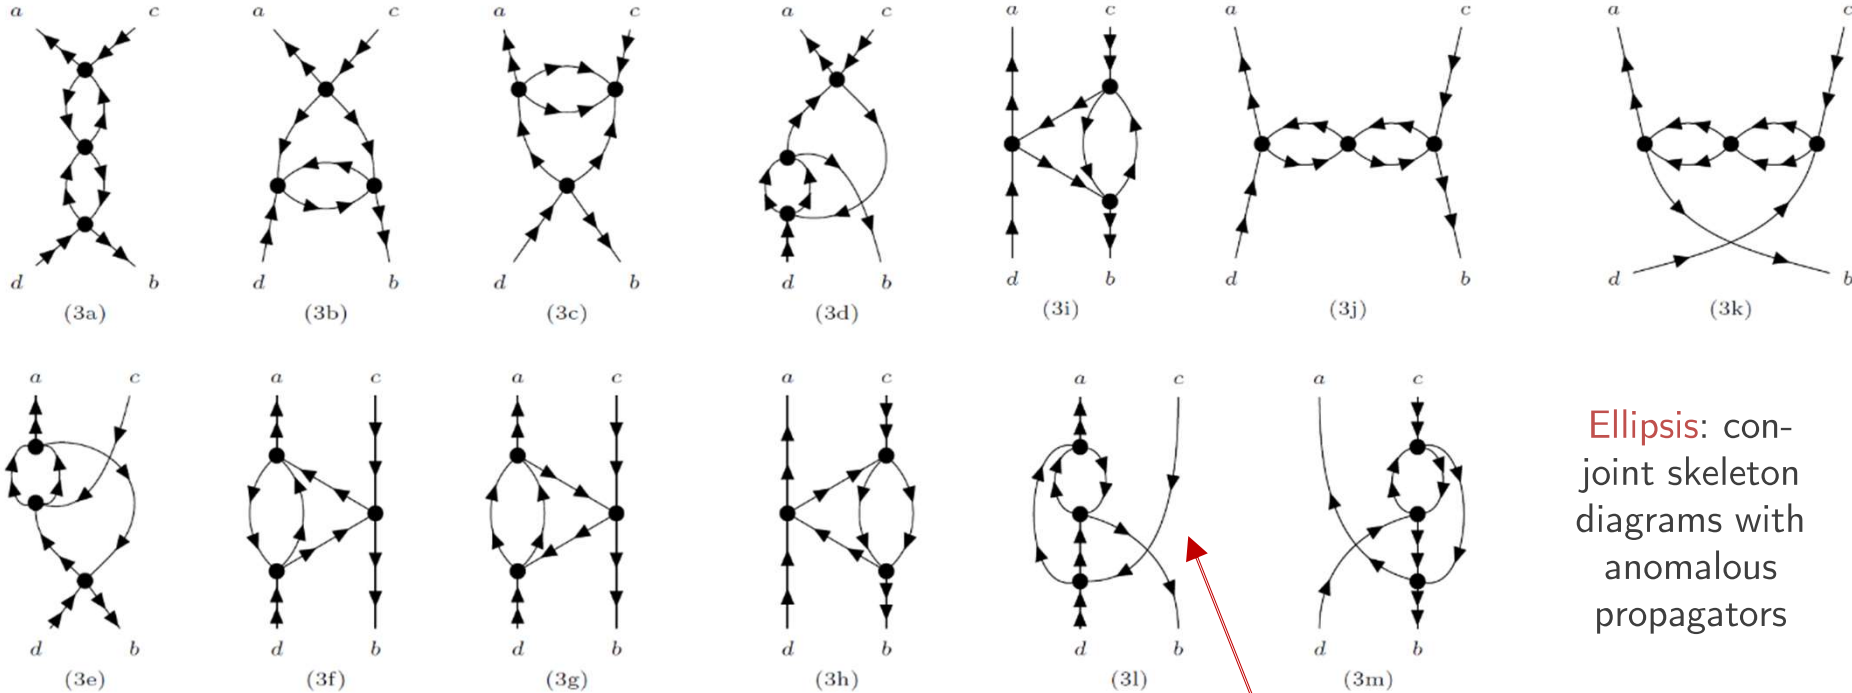 a c a c a c a c a c a c a c
d b d b d b d b d b d b d b
(3a) (3b) (3c) (3d) (3i) (3j) (3k)
a c a c a c a c a c a c
Ellipsis: con-
joint skeleton
diagrams with
anomalous
propagators
d b d b d b d b d b d b
(3e) (3f) (3g) (3h) (3l) (3m)